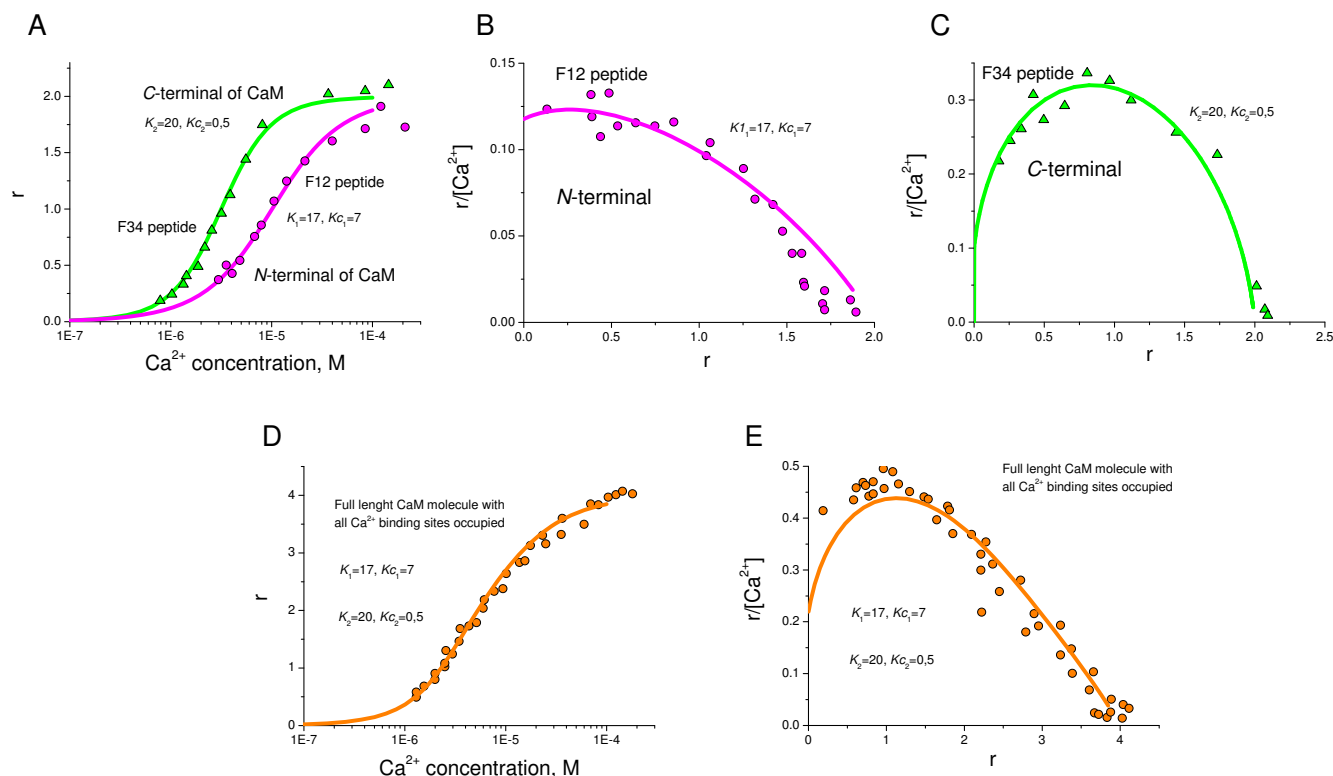 A
r
2.0
1.5
1.0
0.5
0.0
C-terminal of CaM
K₂=20, Kc₂=0,5
F12 peptide
K₁=17, Kc₁=7
F34 peptide
N-terminal of CaM
1E-7 1E-6 1E-5 1E-4
Ca²⁺ concentration, M
B
r/[Ca²⁺]
0.15
0.10
0.05
0.00
F12 peptide
K1₁=17, Kc₁=7
N-terminal
0.0 0.5 1.0 1.5 2.0
r
C
r/[Ca²⁺]
0.3
0.2
0.1
0.0
F34 peptide
K₂=20, Kc₂=0,5
C-terminal
0.0 0.5 1.0 1.5 2.0 2.5
r
D
r
4
3
2
1
0
Full lenght CaM molecule with
all Ca²⁺ binding sites occupied
K₁=17, Kc₁=7
K₂=20, Kc₂=0,5
1E-7 1E-6 1E-5 1E-4
Ca²⁺ concentration, M
E
r/[Ca²⁺]
0.5
0.4
0.3
0.2
0.1
0.0
Full lenght CaM molecule with
all Ca²⁺ binding sites occupied
K₁=17, Kc₁=7
K₂=20, Kc₂=0,5
0 1 2 3 4
r